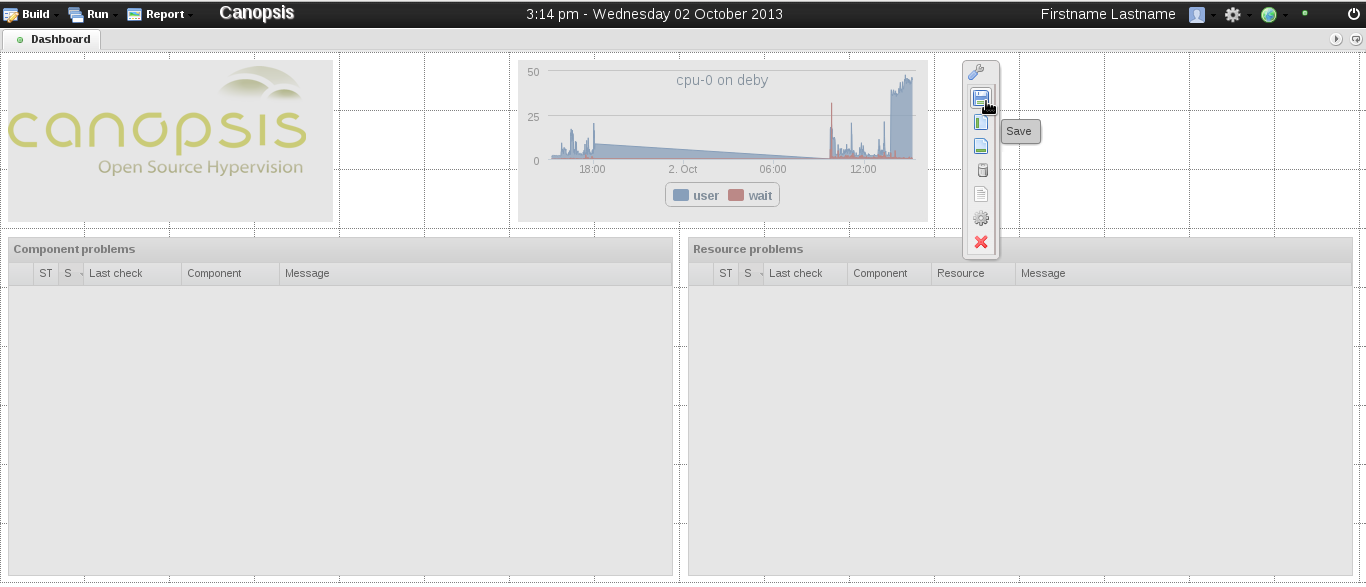 Build Run Report Canopsis 3:14 pm - Wednesday 02 October 2013 Firstname Lastname
Dashboard
canopsis
Open Source Hypervision
cpu-0 on deby
50
25
0
18:00 2. Oct 06:00 12:00
user wait
Save
Component problems
ST S Last check Component Message
Resource problems
ST S Last check Component Resource Message